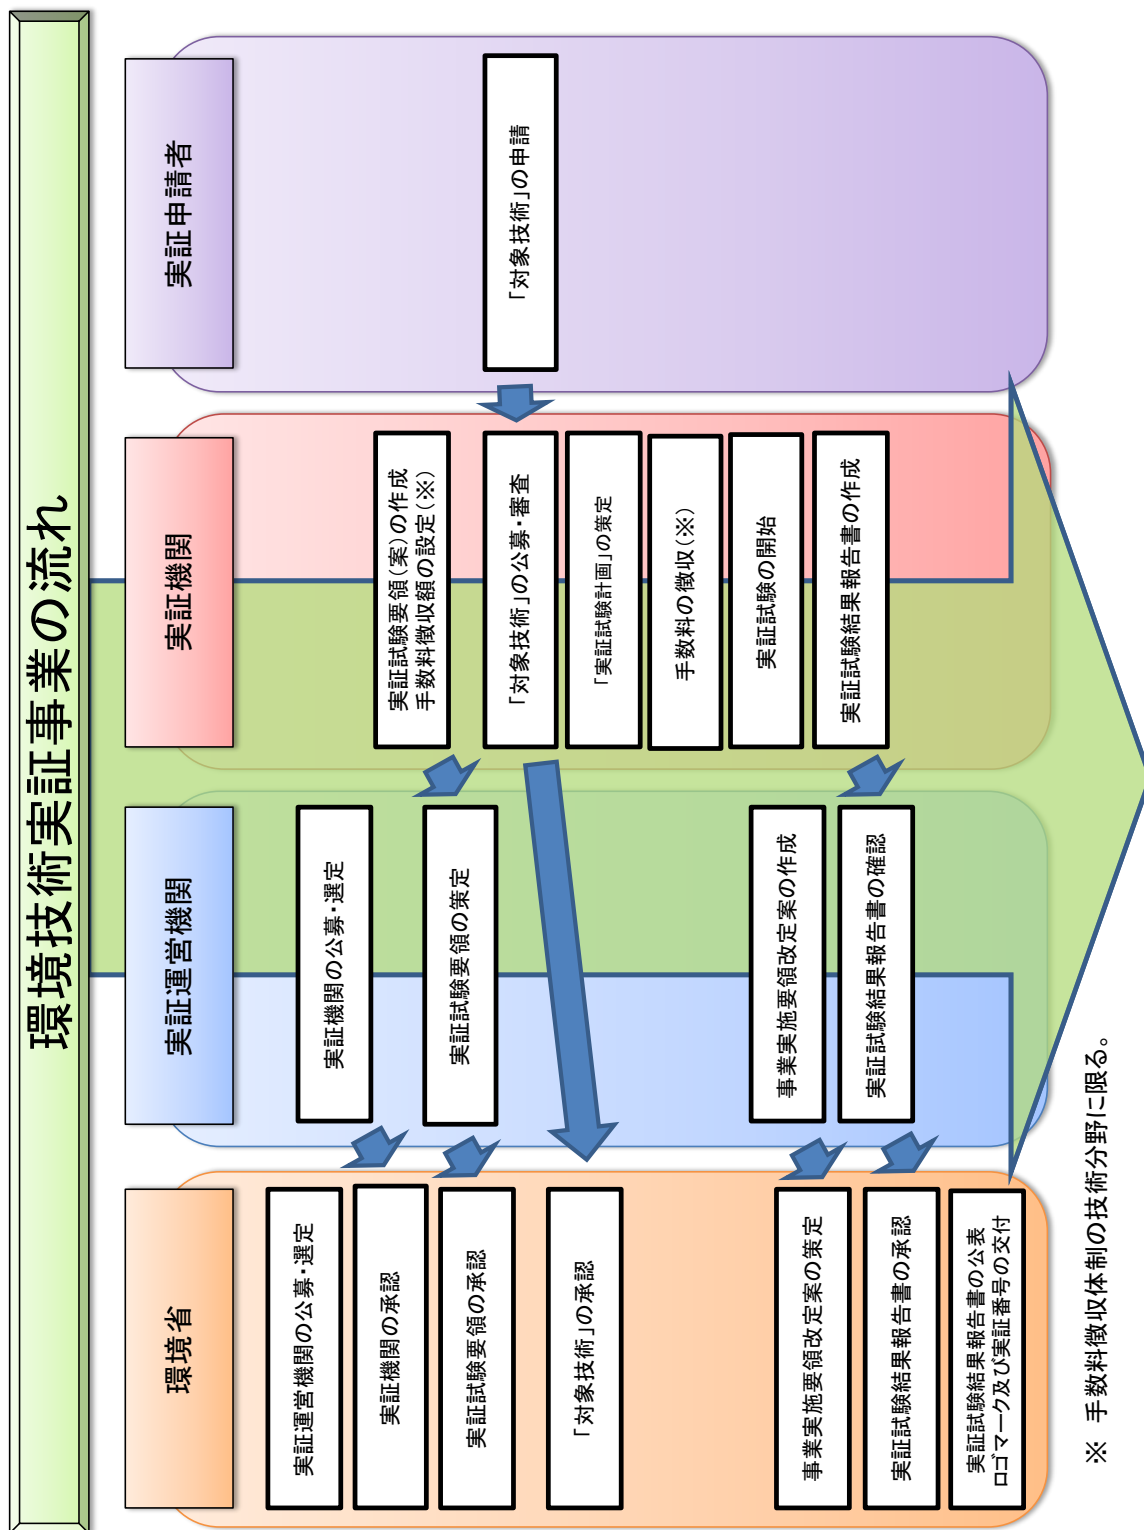 環境技術実証事業の流れ
環境省
実証運営機関の公募・選定
実証機関の承認
実証試験要領の承認
「対象技術」の承認
事業実施要領改定案の策定
実証試験結果報告書の承認
実証試験結果報告書の公表
ロゴマーク及び実証番号の交付
実証運営機関
実証機関の公募・選定
実証試験要領の策定
事業実施要領改定案の作成
実証試験結果報告書の確認
実証機関
実証試験要領(案)の作成
手数料徴収額の設定(※)
「対象技術」の公募・審査
「実証試験計画」の策定
手数料の徴収(※)
実証試験の開始
実証試験結果報告書の作成
実証申請者
「対象技術」の申請
※ 手数料徴収体制の技術分野に限る。